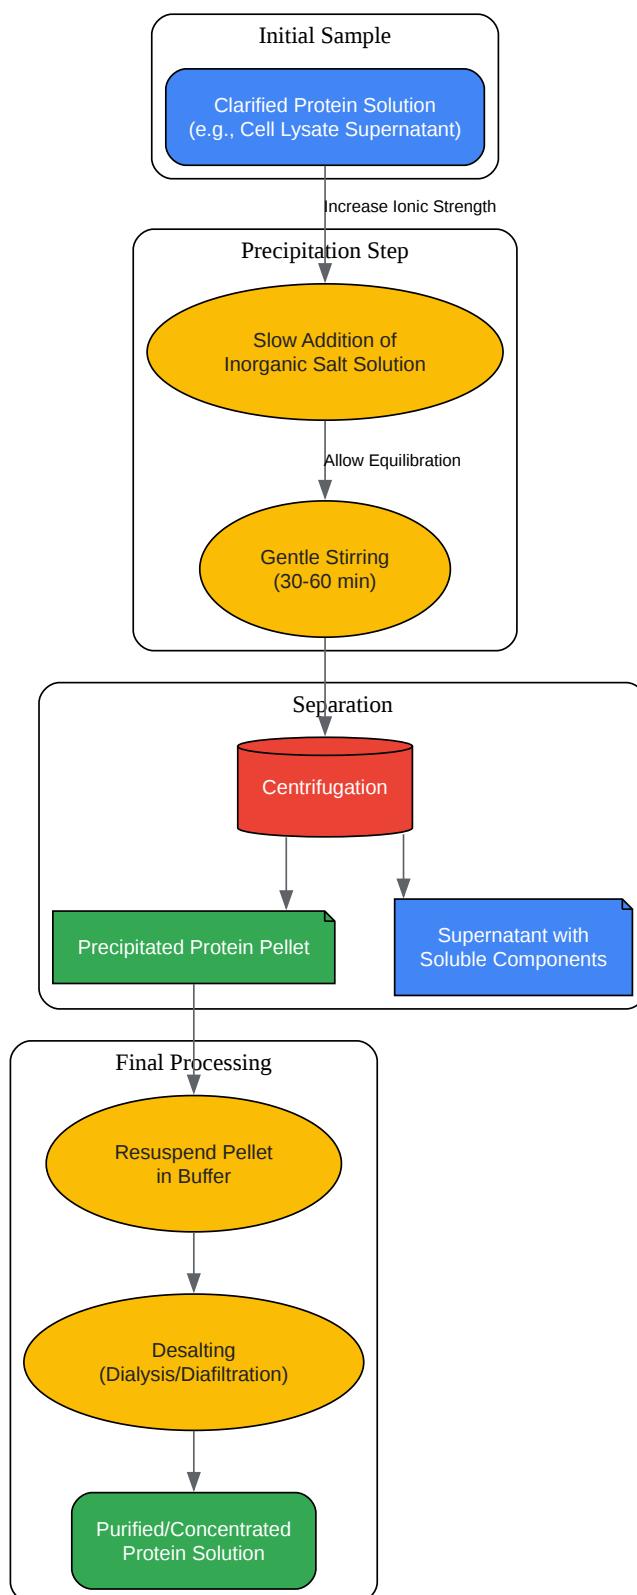 Initial Sample
Clarified Protein Solution
(e.g., Cell Lysate Supernatant)
Increase Ionic Strength
Precipitation Step
Slow Addition of
Inorganic Salt Solution
Allow Equilibration
Gentle Stirring
(30-60 min)
Separation
Centrifugation
Precipitated Protein Pellet
Supernatant with
Soluble Components
Final Processing
Resuspend Pellet
in Buffer
Desalting
(Dialysis/Diafiltration)
Purified/Concentrated
Protein Solution